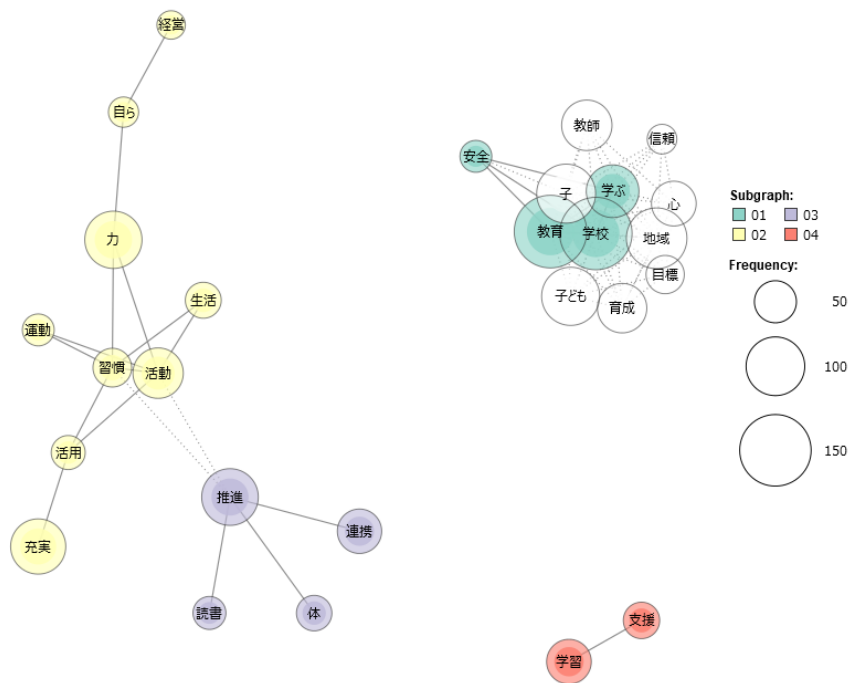 経営
自ら
力
生活
運動
習慣
活動
活用
充実
推進
連携
読書
体
教師
信頼
安全
子
学ぶ
心
教育
学校
地域
目標
子ども
育成
支援
学習
Subgraph:
01 03
02 04
Frequency:
50
100
150